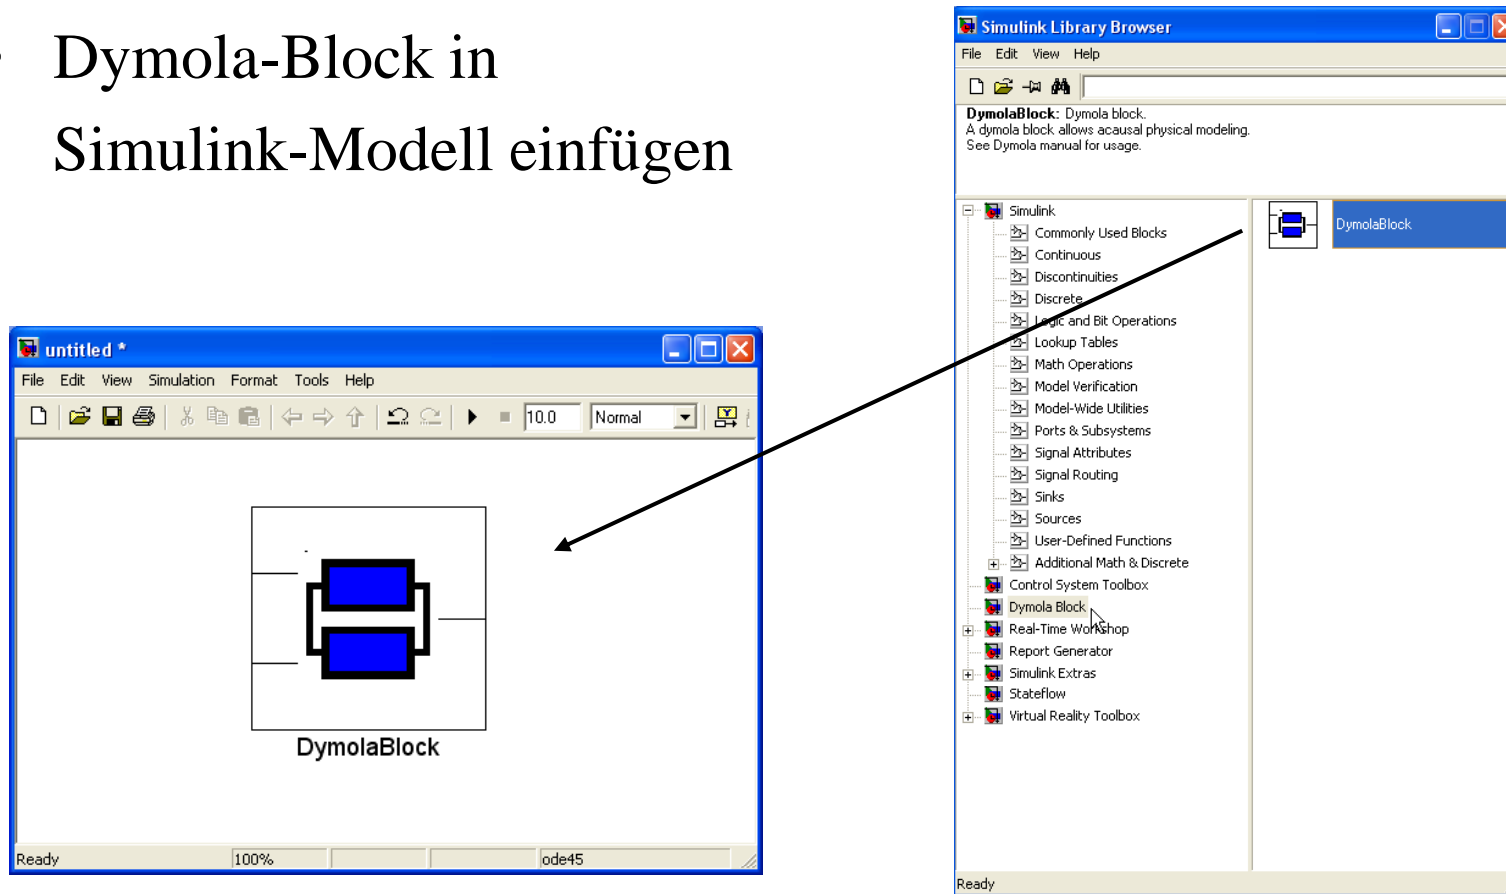 • Dymola-Block in
Simulink-Modell einfügen
Simulink Library Browser
File Edit View Help
DymolaBlock: Dymola block.
A dymola block allows acausal physical modeling.
See Dymola manual for usage.
Simulink
Commonly Used Blocks
Continuous
Discontinuities
Discrete
Logic and Bit Operations
Lookup Tables
Math Operations
Model Verification
Model-Wide Utilities
Ports & Subsystems
Signal Attributes
Signal Routing
Sinks
Sources
User-Defined Functions
Additional Math & Discrete
Control System Toolbox
Dymola Block
Real-Time Workshop
Report Generator
Simulink Extras
Stateflow
Virtual Reality Toolbox
DymolaBlock
Ready
untitled *
File Edit View Simulation Format Tools Help
10.0 Normal
DymolaBlock
Ready 100% ode45